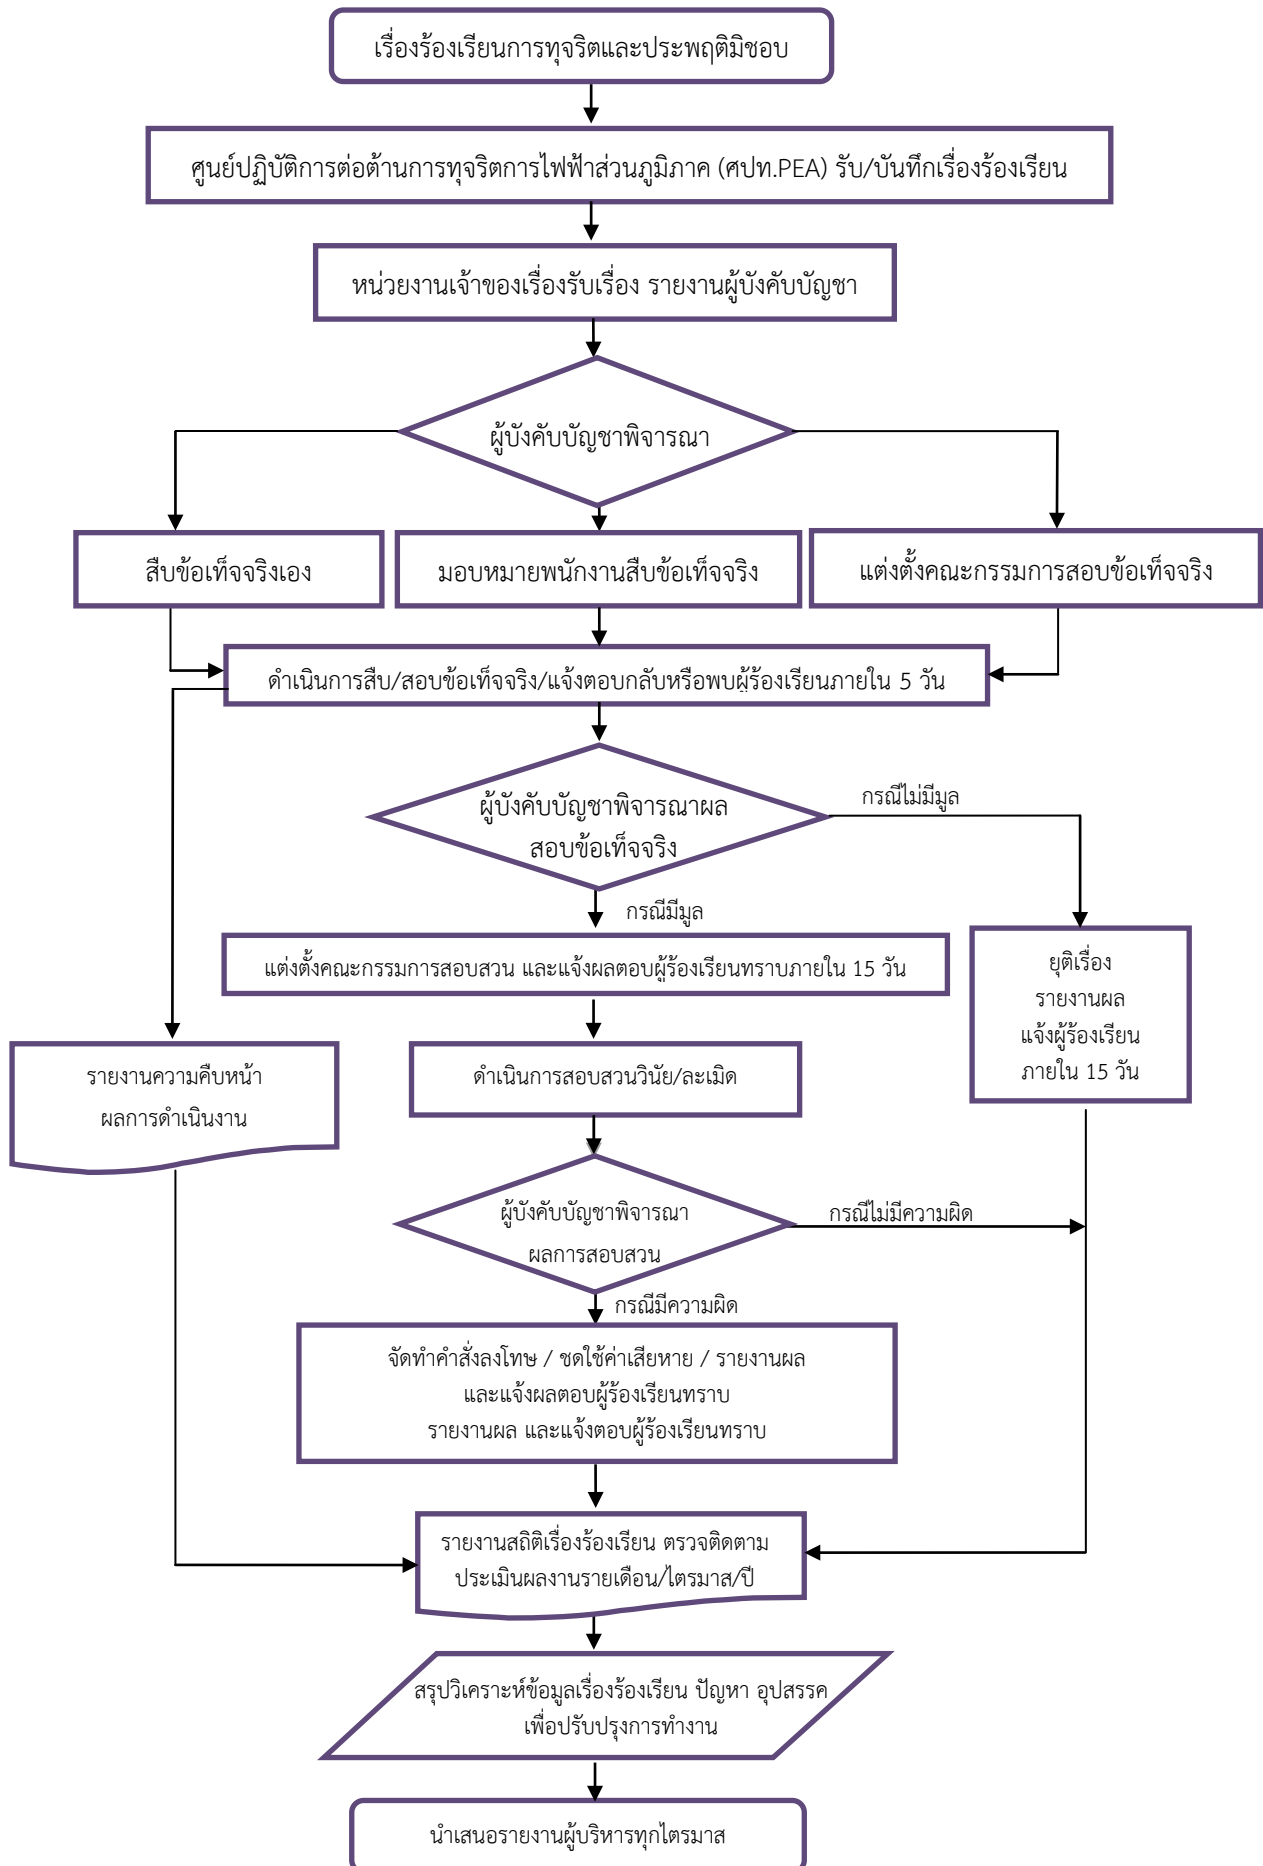 เรื่องร้องเรียนการทุจริตและประพฤติมิชอบ
ศูนย์ปฏิบัติการต่อต้านการทุจริตการไฟฟ้าส่วนภูมิภาค (ศปท.PEA) รับ/บันทึกเรื่องร้องเรียน
หน่วยงานเจ้าของเรื่องรับเรื่อง รายงานผู้บังคับบัญชา
ผู้บังคับบัญชาพิจารณา
สืบข้อเท็จจริงเอง
มอบหมายพนักงานสืบข้อเท็จจริง
แต่งตั้งคณะกรรมการสอบข้อเท็จจริง
ดำเนินการสืบ/สอบข้อเท็จจริง/แจ้งตอบกลับหรือพบผู้ร้องเรียนภายใน 5 วัน
ผู้บังคับบัญชาพิจารณาผล
สอบข้อเท็จจริง
กรณีไม่มีมูล
กรณีมีมูล
แต่งตั้งคณะกรรมการสอบสวน และแจ้งผลตอบผู้ร้องเรียนทราบภายใน 15 วัน
ยุติเรื่อง
รายงานผล
แจ้งผู้ร้องเรียน
ภายใน 15 วัน
รายงานความคืบหน้า
ผลการดำเนินงาน
ดำเนินการสอบสวนวินัย/ละเมิด
ผู้บังคับบัญชาพิจารณา
ผลการสอบสวน
กรณีไม่มีความผิด
กรณีมีความผิด
จัดทำคำสั่งลงโทษ / ชดใช้ค่าเสียหาย / รายงานผล
และแจ้งผลตอบผู้ร้องเรียนทราบ
รายงานผล และแจ้งตอบผู้ร้องเรียนทราบ
รายงานสถิติเรื่องร้องเรียน ตรวจติดตาม
ประเมินผลงานรายเดือน/ไตรมาส/ปี
สรุปวิเคราะห์ข้อมูลเรื่องร้องเรียน ปัญหา อุปสรรค
เพื่อปรับปรุงการทำงาน
นำเสนอรายงานผู้บริหารทุกไตรมาส